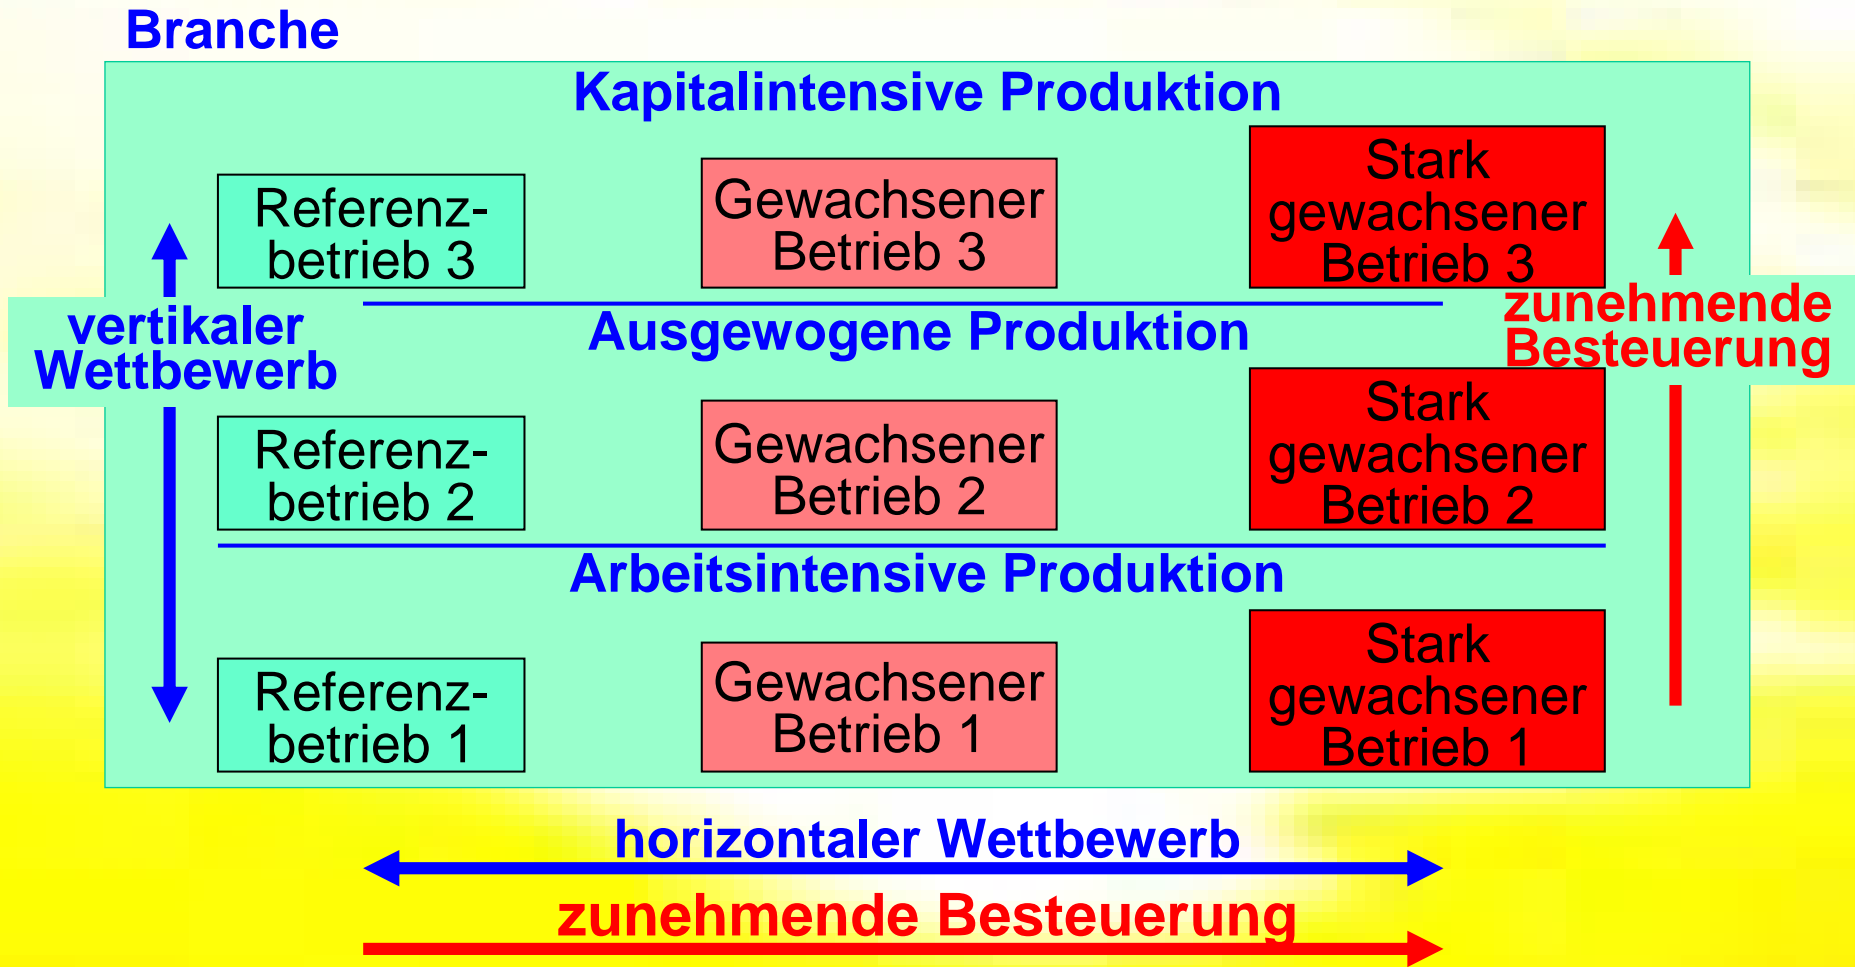 Branche
Kapitalintensive Produktion
Referenz-
betrieb 3
Gewachsener
Betrieb 3
Stark
gewachsener
Betrieb 3
vertikaler
Wettbewerb
zunehmende
Besteuerung
Ausgewogene Produktion
Referenz-
betrieb 2
Gewachsener
Betrieb 2
Stark
gewachsener
Betrieb 2
Arbeitsintensive Produktion
Referenz-
betrieb 1
Gewachsener
Betrieb 1
Stark
gewachsener
Betrieb 1
horizontaler Wettbewerb
zunehmende Besteuerung